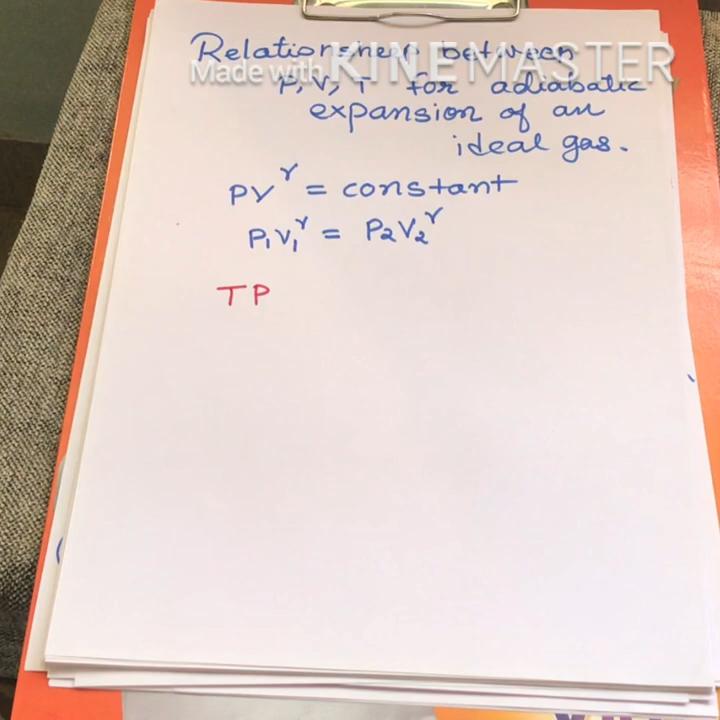 Relationship between
Made with KINEMASTER
P, V, T for adiabatic
expansion of an
ideal gas.
PV^γ = constant
P₁V₁^γ = P₂V₂^γ
TP